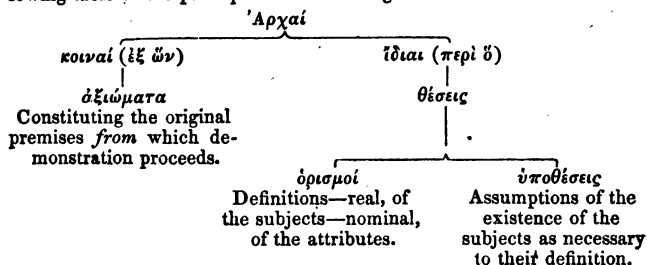 Ἀρχαί
κοιναί (ἐξ ὧν) ἴδιαι (περὶ ὅ)
ἀξιώματα
Constituting the original
premises from which de-
monstration proceeds.
θέσεις
ὁρισμοί
Definitions—real, of
the subjects—nominal,
of the attributes.
ὑποθέσεις
Assumptions of the
existence of the
subjects as necessary
to their definition.